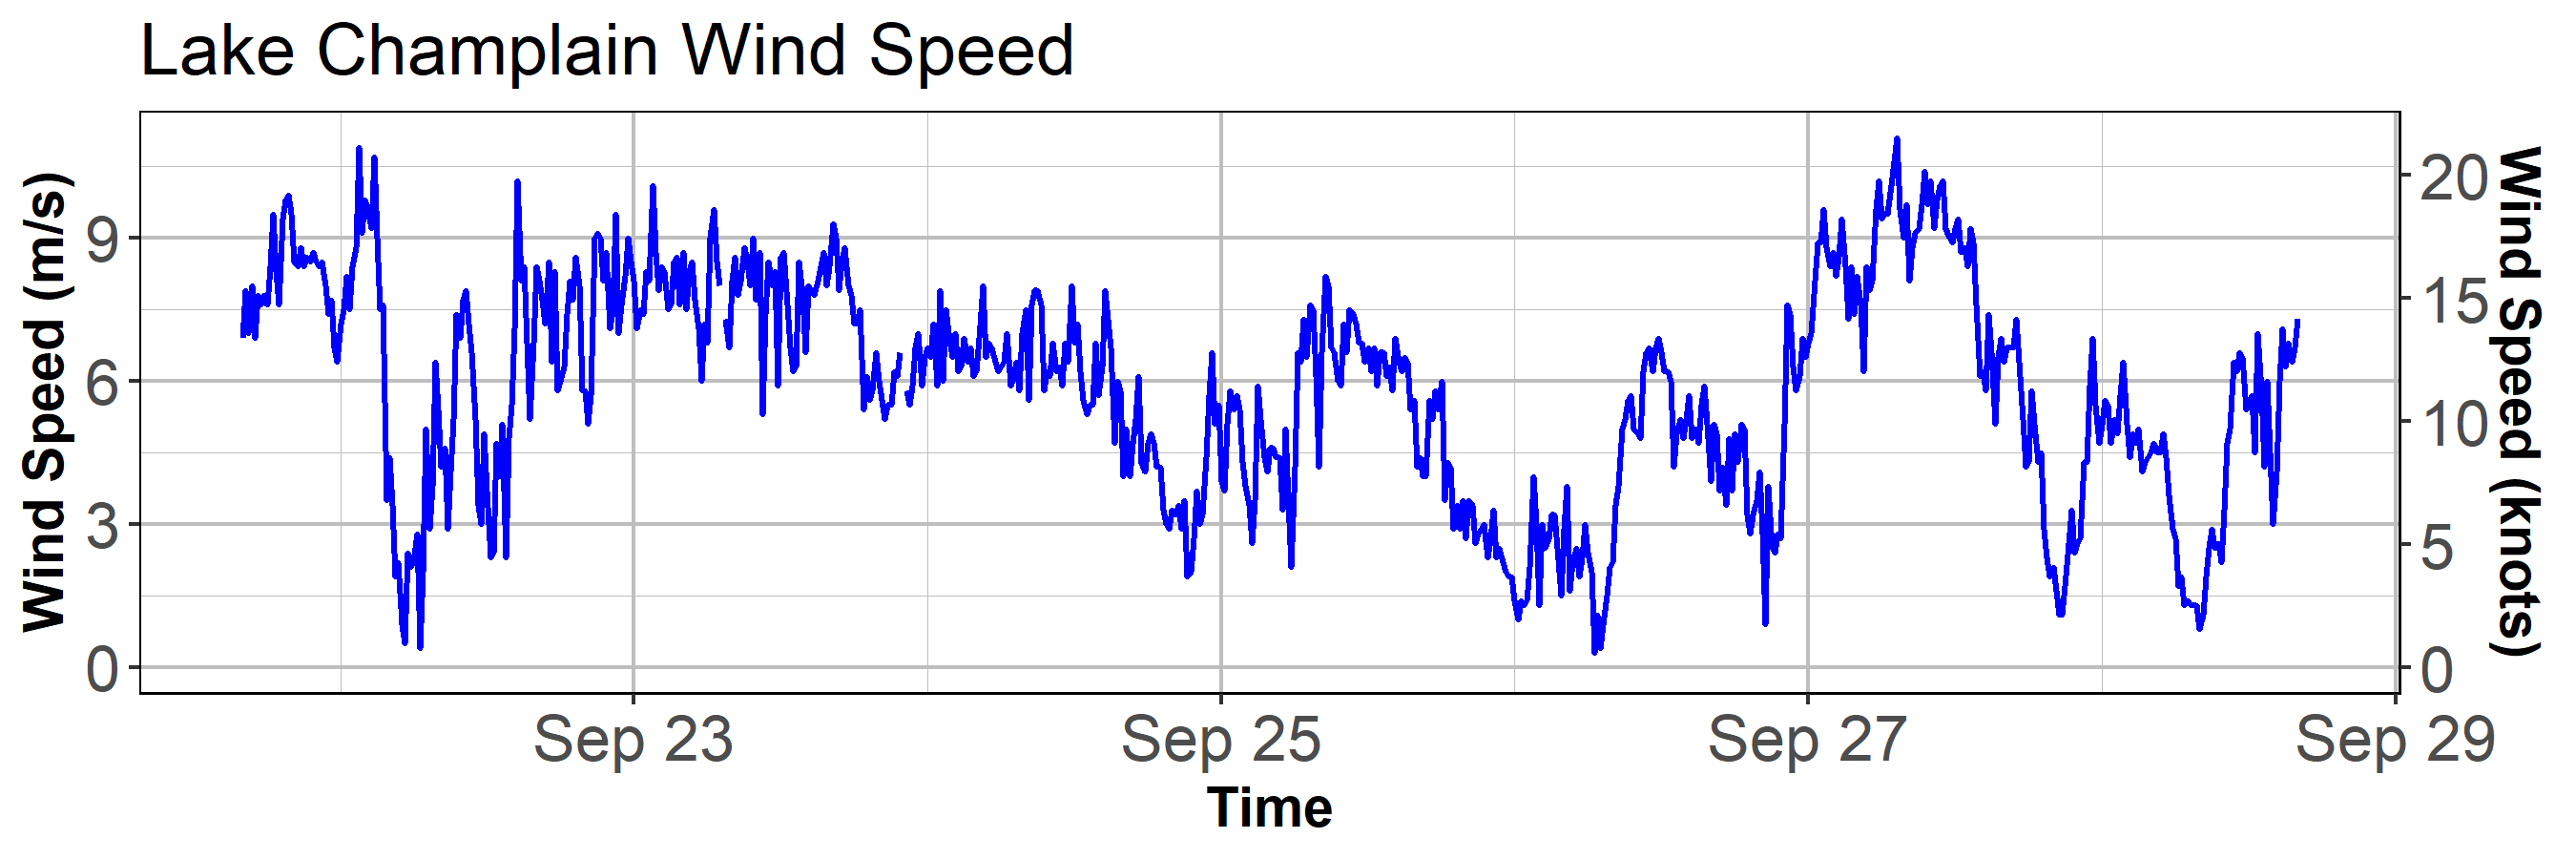 Lake Champlain Wind Speed
Wind Speed (m/s)
9
6
3
0
20
15
10
5
0
Wind Speed (knots)
Sep 23
Sep 25
Sep 27
Sep 29
Time